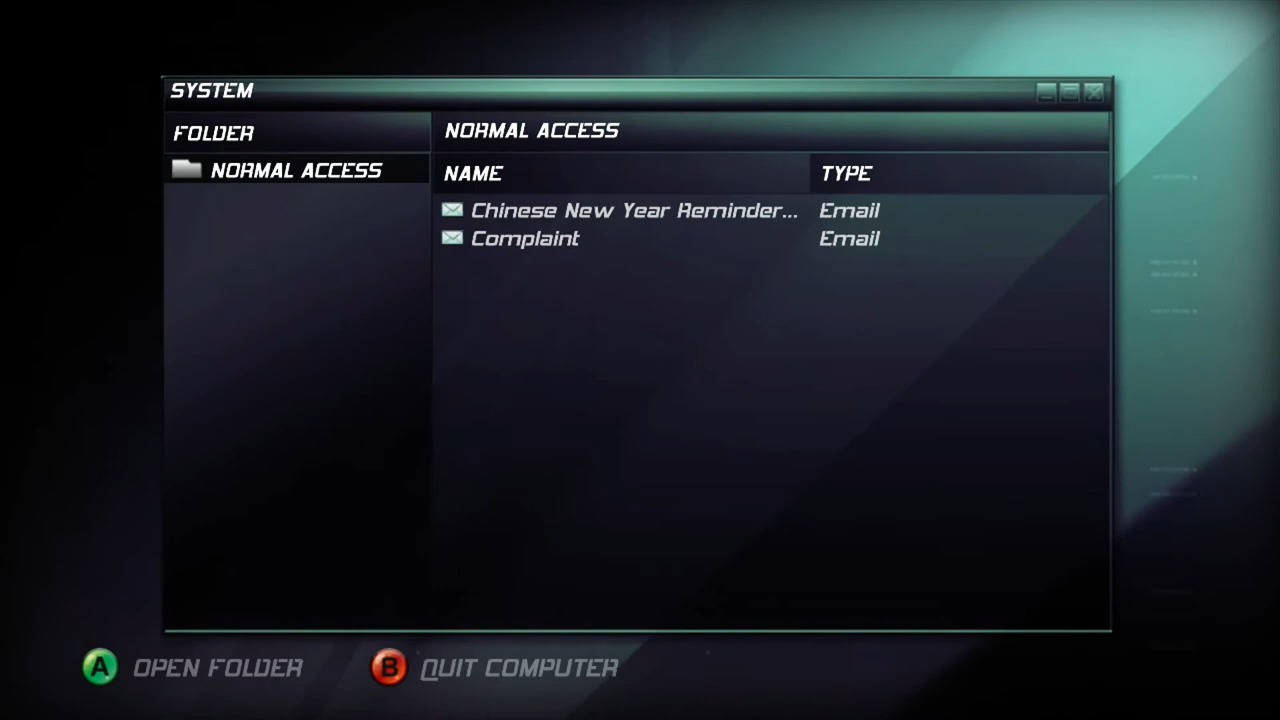 SYSTEM
FOLDER
NORMAL ACCESS
NORMAL ACCESS
NAME TYPE
Chinese New Year Reminder... Email
Complaint Email
A OPEN FOLDER B QUIT COMPUTER